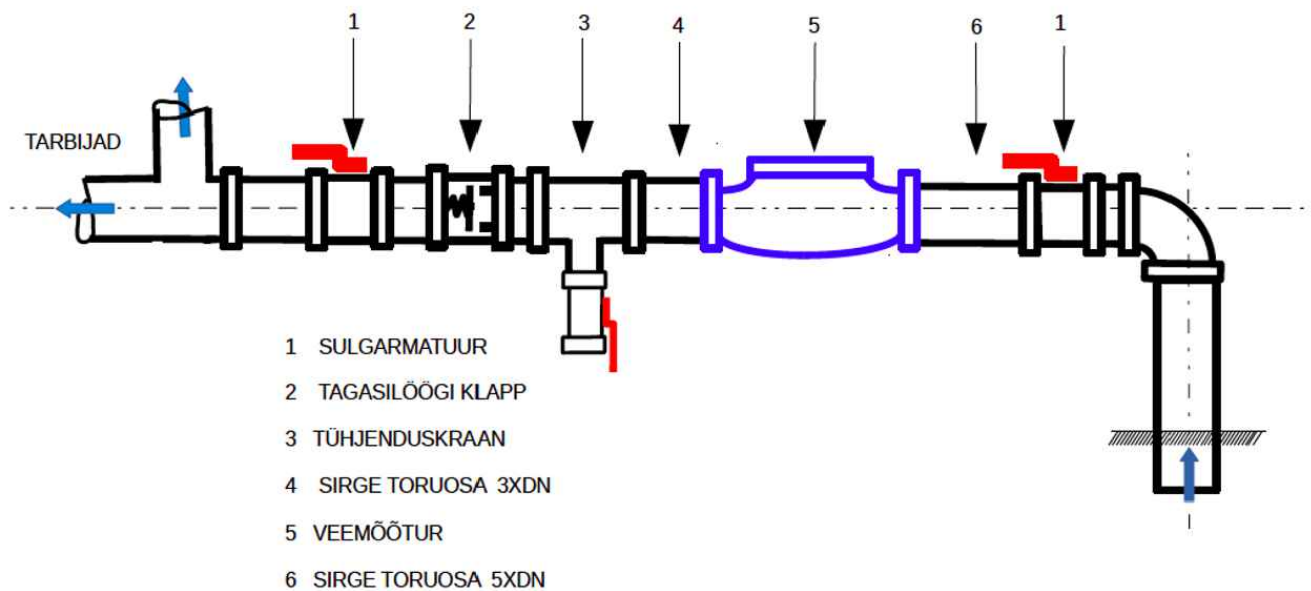 1 2 3 4 5 6 1
TARBIJAD
1 SULGARMATUUR
2 TAGASILÖÖGI KLAPP
3 TÜHJENDUSKRAAN
4 SIRGE TORUOSA 3XDN
5 VEEMÕÕTUR
6 SIRGE TORUOSA 5XDN